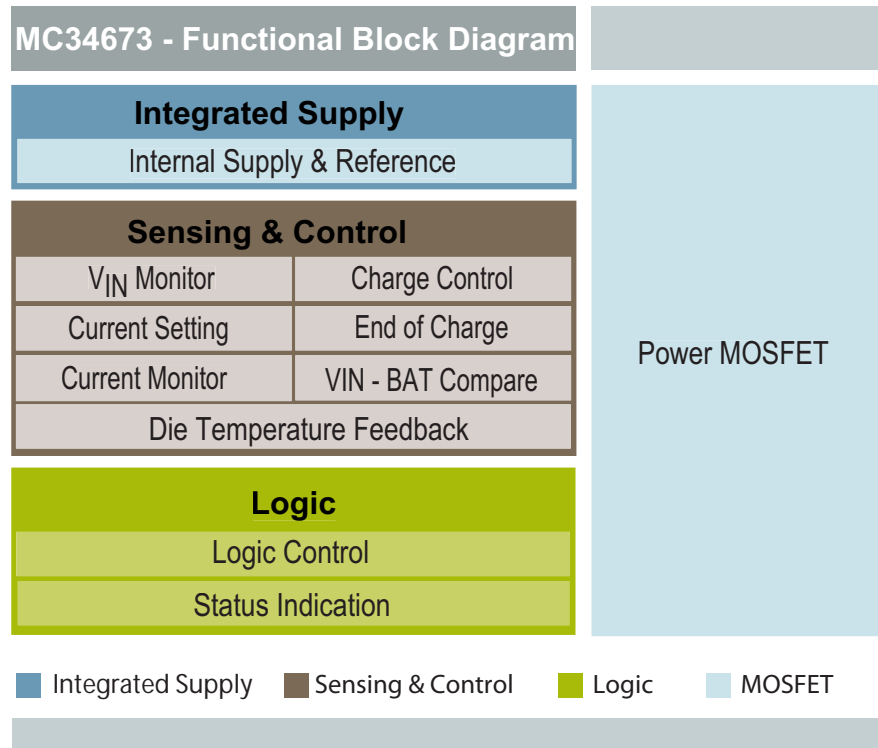 MC34673 - Functional Block Diagram
Integrated Supply
Internal Supply & Reference
Sensing & Control
VIN Monitor
Charge Control
Current Setting
End of Charge
Current Monitor
VIN - BAT Compare
Die Temperature Feedback
Logic
Logic Control
Status Indication
Power MOSFET
Integrated Supply
Sensing & Control
Logic
MOSFET